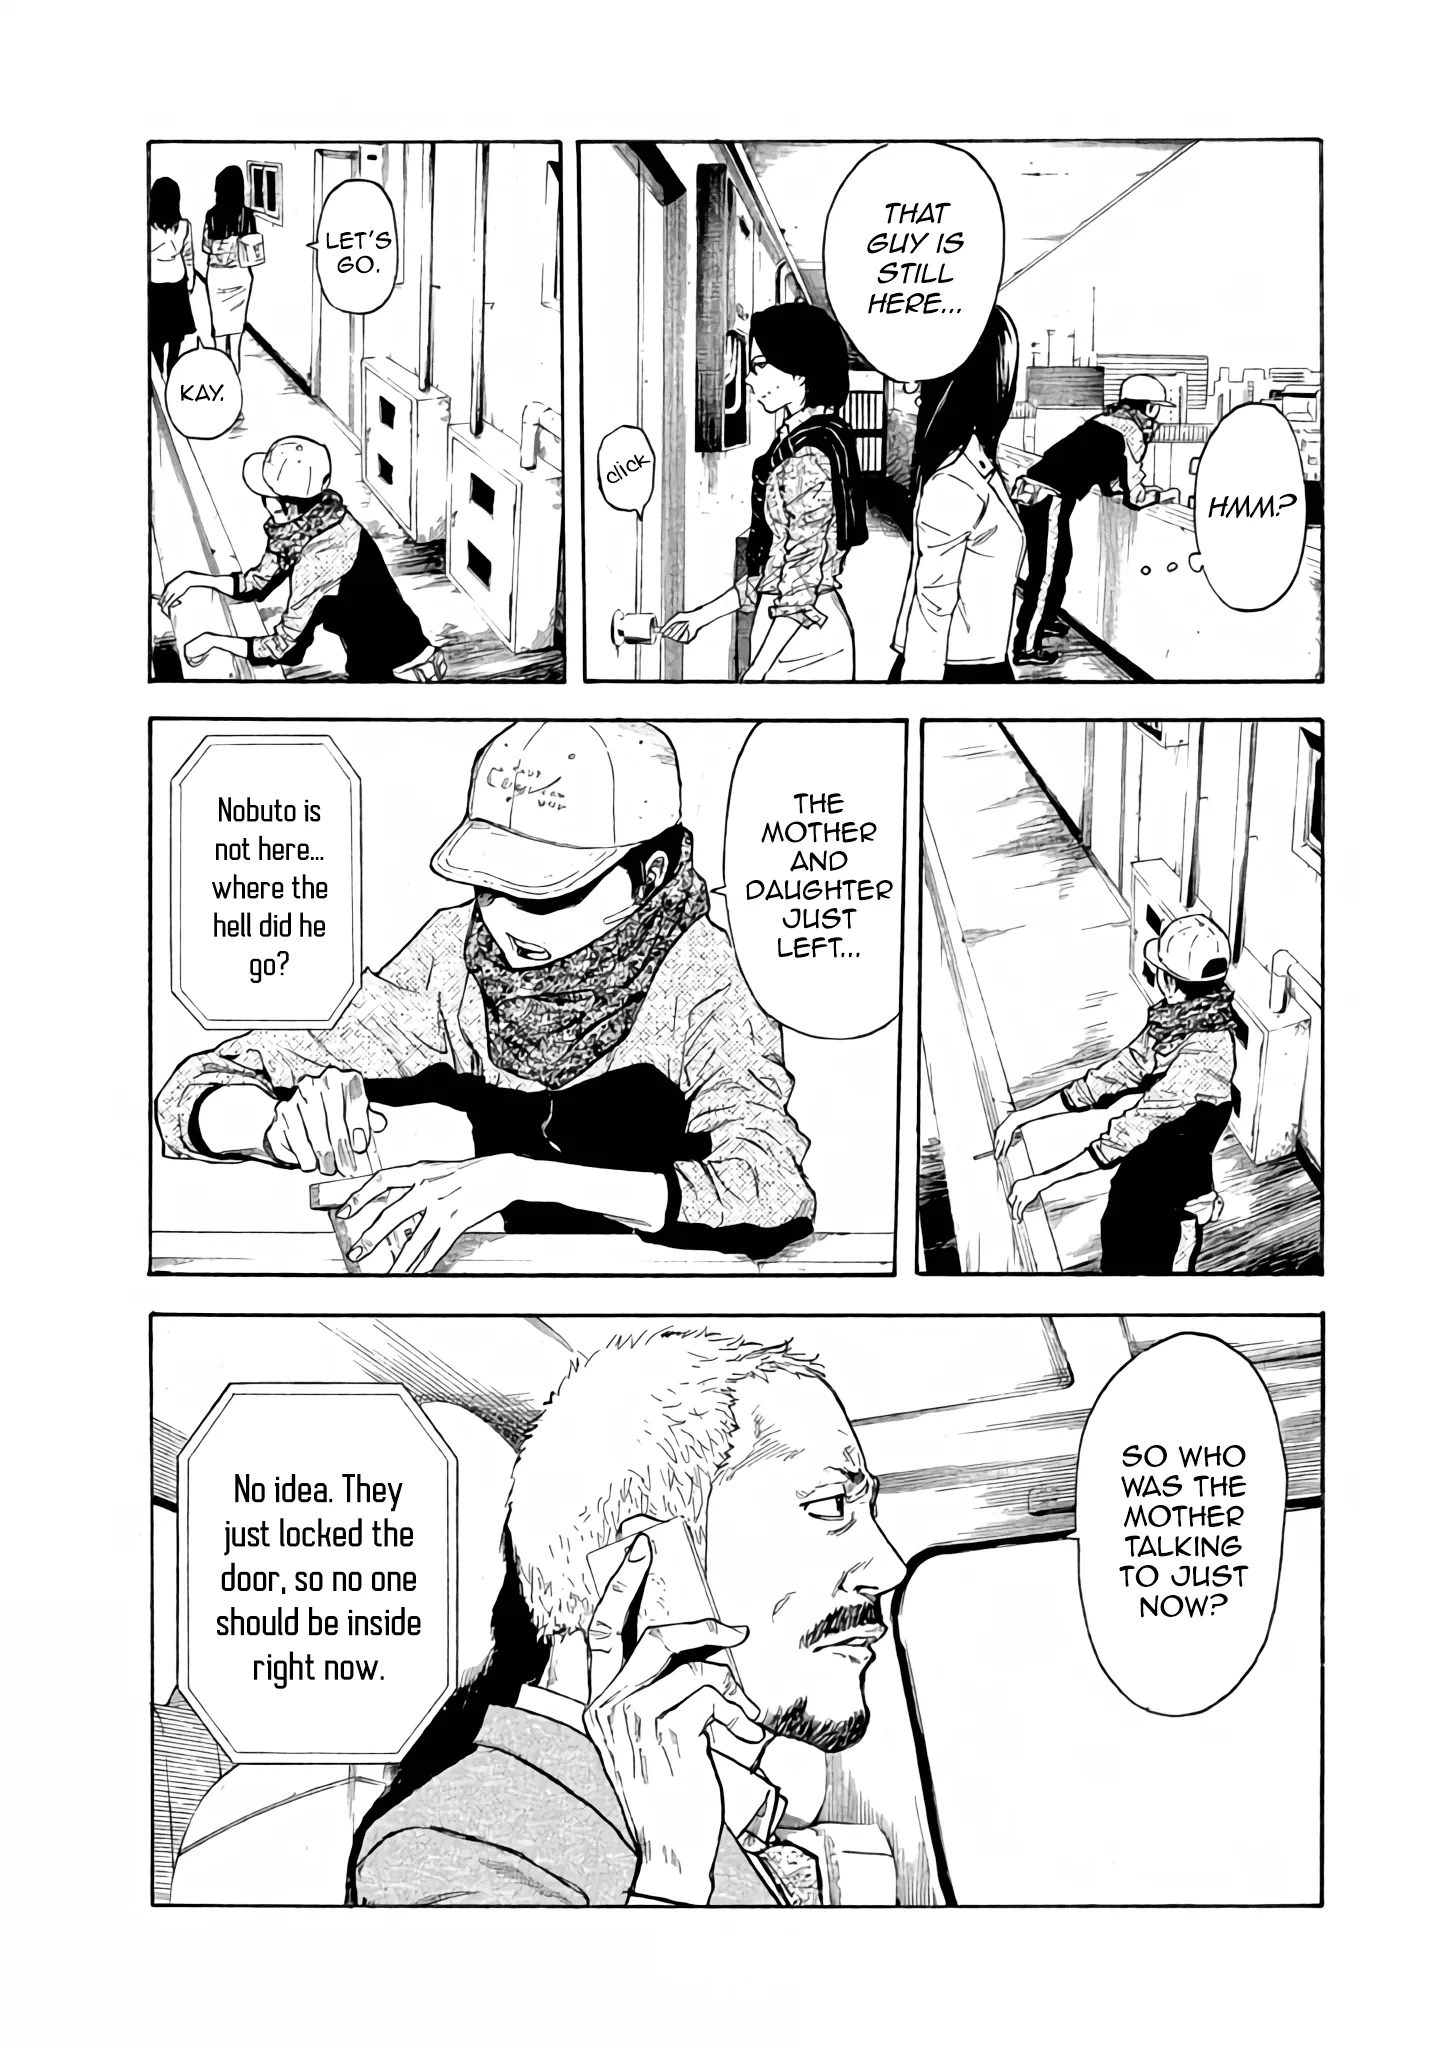 THAT
GUY IS
STILL
HERE...
HMM?
click
LET'S
GO.
KAY.
THE
MOTHER
AND
DAUGHTER
JUST
LEFT...
Nobuto is
not here...
where the
hell did he
go?
SO WHO
WAS THE
MOTHER
TALKING
TO JUST
NOW?
No idea. They
just locked the
door, so no one
should be inside
right now.